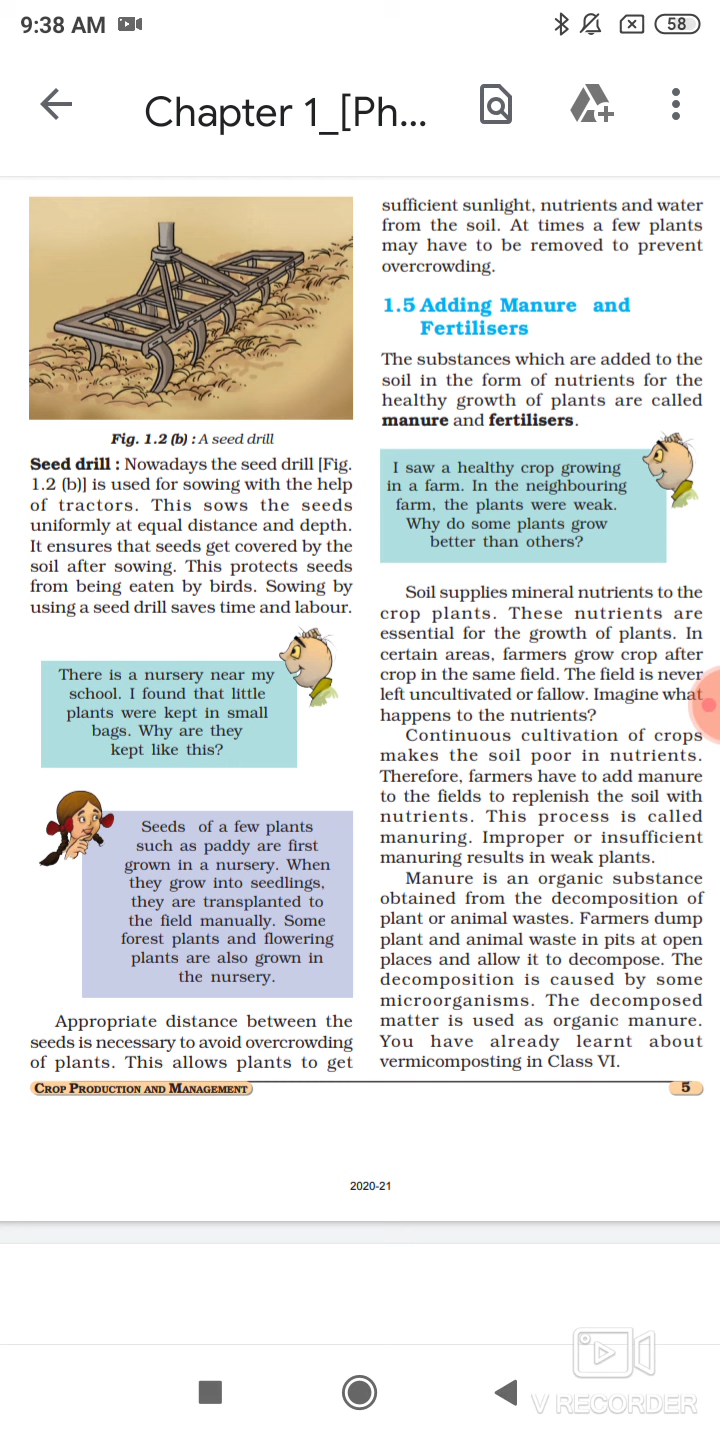 9:38 AM
58
Chapter 1_[Ph...
Fig. 1.2 (b) : A seed drill
Seed drill : Nowadays the seed drill [Fig.
1.2 (b)] is used for sowing with the help
of tractors. This sows the seeds
uniformly at equal distance and depth.
It ensures that seeds get covered by the
soil after sowing. This protects seeds
from being eaten by birds. Sowing by
using a seed drill saves time and labour.
There is a nursery near my
school. I found that little
plants were kept in small
bags. Why are they
kept like this?
Seeds of a few plants
such as paddy are first
grown in a nursery. When
they grow into seedlings,
they are transplanted to
the field manually. Some
forest plants and flowering
plants are also grown in
the nursery.
Appropriate distance between the
seeds is necessary to avoid overcrowding
of plants. This allows plants to get
sufficient sunlight, nutrients and water
from the soil. At times a few plants
may have to be removed to prevent
overcrowding.
1.5 Adding Manure and
Fertilisers
The substances which are added to the
soil in the form of nutrients for the
healthy growth of plants are called
manure and fertilisers.
I saw a healthy crop growing
in a farm. In the neighbouring
farm, the plants were weak.
Why do some plants grow
better than others?
Soil supplies mineral nutrients to the
crop plants. These nutrients are
essential for the growth of plants. In
certain areas, farmers grow crop after
crop in the same field. The field is never
left uncultivated or fallow. Imagine what
happens to the nutrients?
Continuous cultivation of crops
makes the soil poor in nutrients.
Therefore, farmers have to add manure
to the fields to replenish the soil with
nutrients. This process is called
manuring. Improper or insufficient
manuring results in weak plants.
Manure is an organic substance
obtained from the decomposition of
plant or animal wastes. Farmers dump
plant and animal waste in pits at open
places and allow it to decompose. The
decomposition is caused by some
microorganisms. The decomposed
matter is used as organic manure.
You have already learnt about
vermicomposting in Class VI.
CROP PRODUCTION AND MANAGEMENT
5
2020-21
V RECORDER